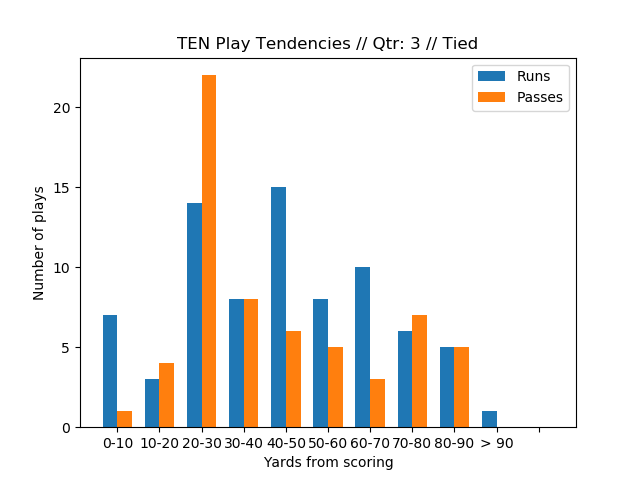 TEN Play Tendencies // Qtr: 3 // Tied
Runs
Passes
Number of plays
20
15
10
5
0
0-10 10-20 20-30 30-40 40-50 50-60 60-70 70-80 80-90 > 90
Yards from scoring